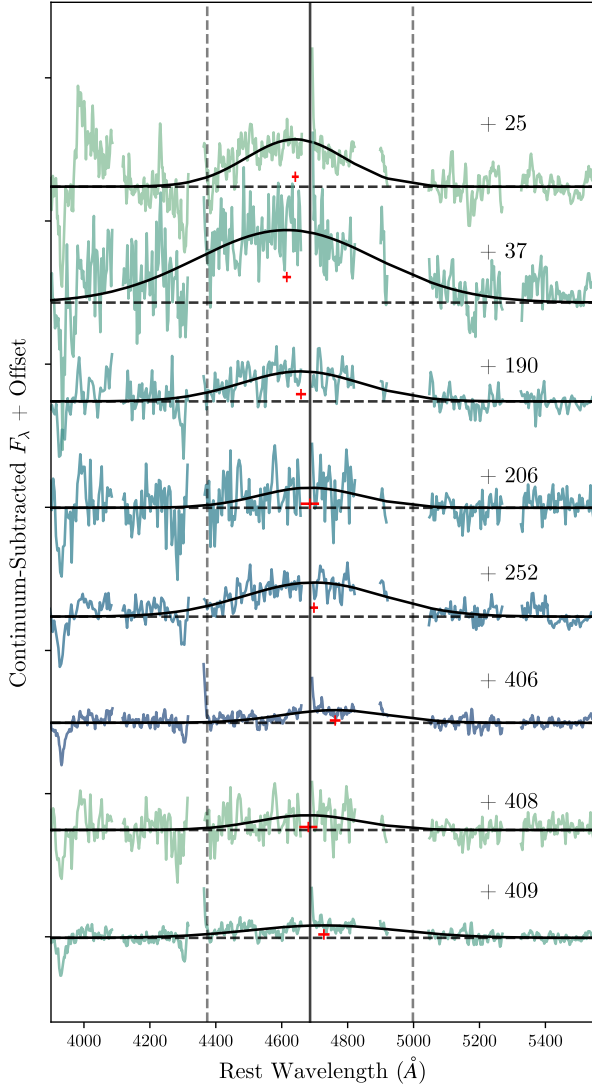 + 25
+ 37
+ 190
+ 206
+ 252
+ 406
+ 408
+ 409
Continuum-Subtracted F_λ + Offset
4000 4200 4400 4600 4800 5000 5200 5400
Rest Wavelength (Å)